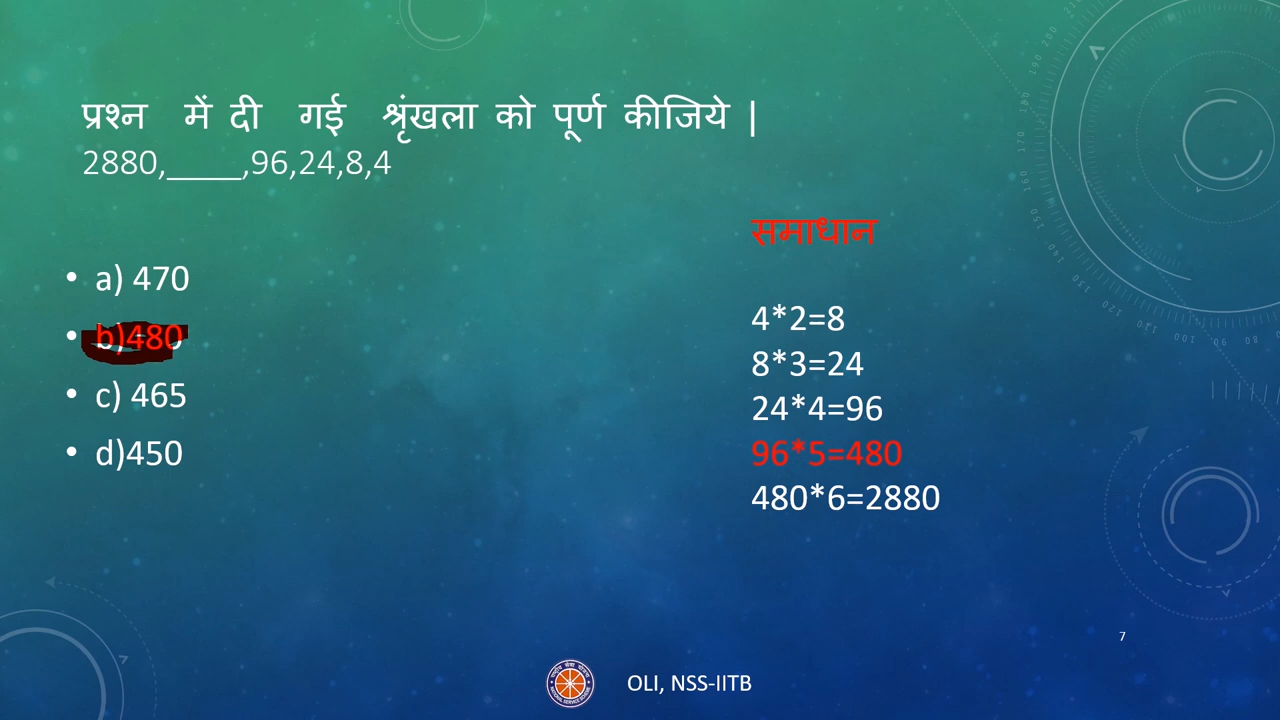 प्रश्न में दी गई श्रृंखला को पूर्ण कीजिये |
2880,____,96,24,8,4
समाधान
• a) 470
• b)480
• c) 465
• d)450
4*2=8
8*3=24
24*4=96
96*5=480
480*6=2880
7
OLI, NSS-IITB